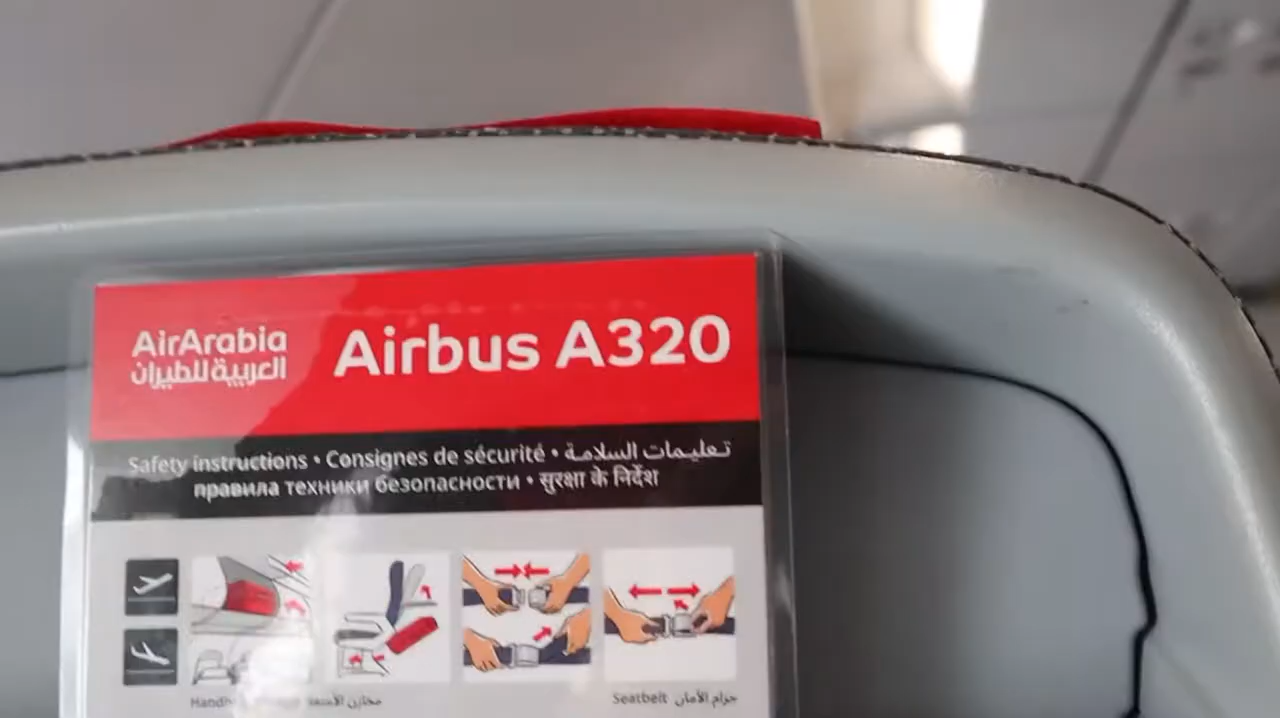 AirArabia
العربية للطيران
Airbus A320
Safety instructions • Consignes de sécurité • تعليمات السلامة
правила техники безопасности • सुरक्षा के निर्देश
مخازن
Seatbelt حزام الأمان